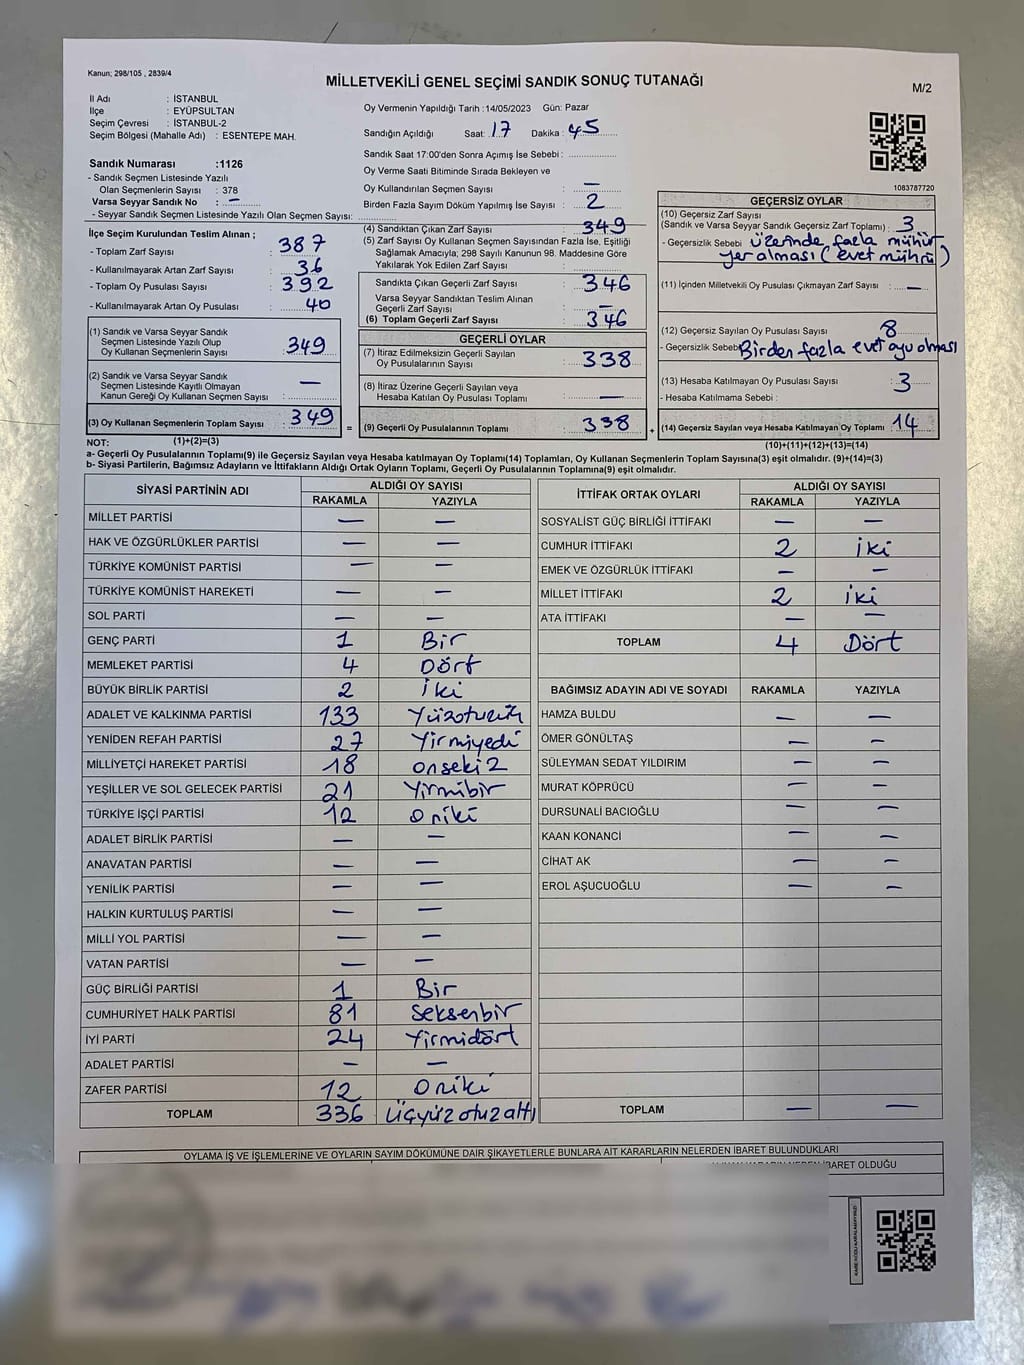 Kanun; 298/105 , 2839/4
MİLLETVEKİLİ GENEL SEÇİMİ SANDIK SONUÇ TUTANAĞI
M/2
İl Adı : İSTANBUL
İlçe : EYÜPSULTAN
Seçim Çevresi : İSTANBUL-2
Seçim Bölgesi (Mahalle Adı) : ESENTEPE MAH.
Oy Vermenin Yapıldığı Tarih :14/05/2023 Gün: Pazar
Sandığın Açıldığı Saat: 17 Dakika : 45
Sandık Saat 17:00'den Sonra Açımış İse Sebebi :
Oy Verme Saati Bitiminde Sırada Bekleyen ve
Oy Kullandırılan Seçmen Sayısı : —
Birden Fazla Sayım Döküm Yapılmış İse Sayısı : 2
Sandık Numarası :1126
- Sandık Seçmen Listesinde Yazılı
Olan Seçmenlerin Sayısı : 378
Varsa Seyyar Sandık No : —
- Seyyar Sandık Seçmen Listesinde Yazılı Olan Seçmen Sayısı:
İlçe Seçim Kurulundan Teslim Alınan ;
- Toplam Zarf Sayısı : 387
- Kullanılmayarak Artan Zarf Sayısı : 36
- Toplam Oy Pusulası Sayısı : 392
- Kullanılmayarak Artan Oy Pusulası : 40
(1) Sandık ve Varsa Seyyar Sandık
Seçmen Listesinde Yazılı Olup
Oy Kullanan Seçmenlerin Sayısı : 349
(2) Sandık ve Varsa Seyyar Sandık
Seçmen Listesinde Kayıtlı Olmayan
Kanun Gereği Oy Kullanan Seçmen Sayısı : —
(3) Oy Kullanan Seçmenlerin Toplam Sayısı : 349
(1)+(2)=(3)
(4) Sandıktan Çıkan Zarf Sayısı : 349
(5) Zarf Sayısı Oy Kullanan Seçmen Sayısından Fazla İse, Eşitliği
Sağlamak Amacıyla; 298 Sayılı Kanunun 98. Maddesine Göre
Yakılarak Yok Edilen Zarf Sayısı :
Sandıkta Çıkan Geçerli Zarf Sayısı : 346
Varsa Seyyar Sandıktan Teslim Alınan
Geçerli Zarf Sayısı : —
(6) Toplam Geçerli Zarf Sayısı : 346
GEÇERLİ OYLAR
(7) İtiraz Edilmeksizin Geçerli Sayılan
Oy Pusulalarının Sayısı : 338
(8) İtiraz Üzerine Geçerli Sayılan veya
Hesaba Katılan Oy Pusulası Toplamı : —
= (9) Geçerli Oy Pusulalarının Toplamı : 338
1083787720
GEÇERSİZ OYLAR
(10) Geçersiz Zarf Sayısı
(Sandık ve Varsa Seyyar Sandık Geçersiz Zarf Toplamı) : 3
- Geçersizlik Sebebi : üzerinde fazla mühür
yer alması (evet mührü)
(11) İçinden Milletvekili Oy Pusulası Çıkmayan Zarf Sayısı : —
(12) Geçersiz Sayılan Oy Pusulası Sayısı : 8
- Geçersizlik Sebebi Birden fazla evet oyu olması
(13) Hesaba Katılmayan Oy Pusulası Sayısı : 3
- Hesaba Katılmama Sebebi :
+ (14) Geçersiz Sayılan veya Hesaba Katılmayan Oy Toplamı : 14
(10)+(11)+(12)+(13)=(14)
NOT:
a- Geçerli Oy Pusulalarının Toplamı(9) ile Geçersiz Sayılan veya Hesaba katılmayan Oy Toplamı(14) Toplamları, Oy Kullanan Seçmenlerin Toplam Sayısına(3) eşit olmalıdır. (9)+(14)=(3)
b- Siyasi Partilerin, Bağımsız Adayların ve İttifakların Aldığı Ortak Oyların Toplamı, Geçerli Oy Pusulalarının Toplamına(9) eşit olmalıdır.
SİYASİ PARTİNİN ADI
ALDIĞI OY SAYISI
RAKAMLA YAZIYLA
MİLLET PARTİSİ — —
HAK VE ÖZGÜRLÜKLER PARTİSİ — —
TÜRKİYE KOMÜNİST PARTİSİ — —
TÜRKİYE KOMÜNİST HAREKETİ — —
SOL PARTİ — —
GENÇ PARTİ 1 Bir
MEMLEKET PARTİSİ 4 Dört
BÜYÜK BİRLİK PARTİSİ 2 iki
ADALET VE KALKINMA PARTİSİ 133
YENİDEN REFAH PARTİSİ 27 Yirmiyedi
MİLLİYETÇİ HAREKET PARTİSİ 18 onsekiz
YEŞİLLER VE SOL GELECEK PARTİSİ 21 Yirmibir
TÜRKİYE İŞÇİ PARTİSİ 12 oniki
ADALET BİRLİK PARTİSİ — —
ANAVATAN PARTİSİ — —
YENİLİK PARTİSİ — —
HALKIN KURTULUŞ PARTİSİ — —
MİLLİ YOL PARTİSİ — —
VATAN PARTİSİ — —
GÜÇ BİRLİĞİ PARTİSİ 1 Bir
CUMHURİYET HALK PARTİSİ 81 seksenbir
İYİ PARTİ 24 Yirmidört
ADALET PARTİSİ — —
ZAFER PARTİSİ 12 oniki
TOPLAM 336 üçyüzotuzaltı
İTTİFAK ORTAK OYLARI
ALDIĞI OY SAYISI
RAKAMLA YAZIYLA
SOSYALİST GÜÇ BİRLİĞİ İTTİFAKI — —
CUMHUR İTTİFAKI 2 iki
EMEK VE ÖZGÜRLÜK İTTİFAKI — —
MİLLET İTTİFAKI 2 iki
ATA İTTİFAKI — —
TOPLAM 4 Dört
BAĞIMSIZ ADAYIN ADI VE SOYADI RAKAMLA YAZIYLA
HAMZA BULDU — —
ÖMER GÖNÜLTAŞ — —
SÜLEYMAN SEDAT YILDIRIM — —
MURAT KÖPRÜCÜ — —
DURSUNALİ BACIOĞLU — —
KAAN KONANCİ — —
CİHAT AK — —
EROL AŞUCUOĞLU — —
TOPLAM — —
OYLAMA İŞ VE İŞLEMLERİNE VE OYLARIN SAYIM DÖKÜMÜNE DAİR ŞİKAYETLERLE BUNLARA AİT KARARLARIN NELERDEN İBARET BULUNDUKLARI
İBARET OLDUĞU